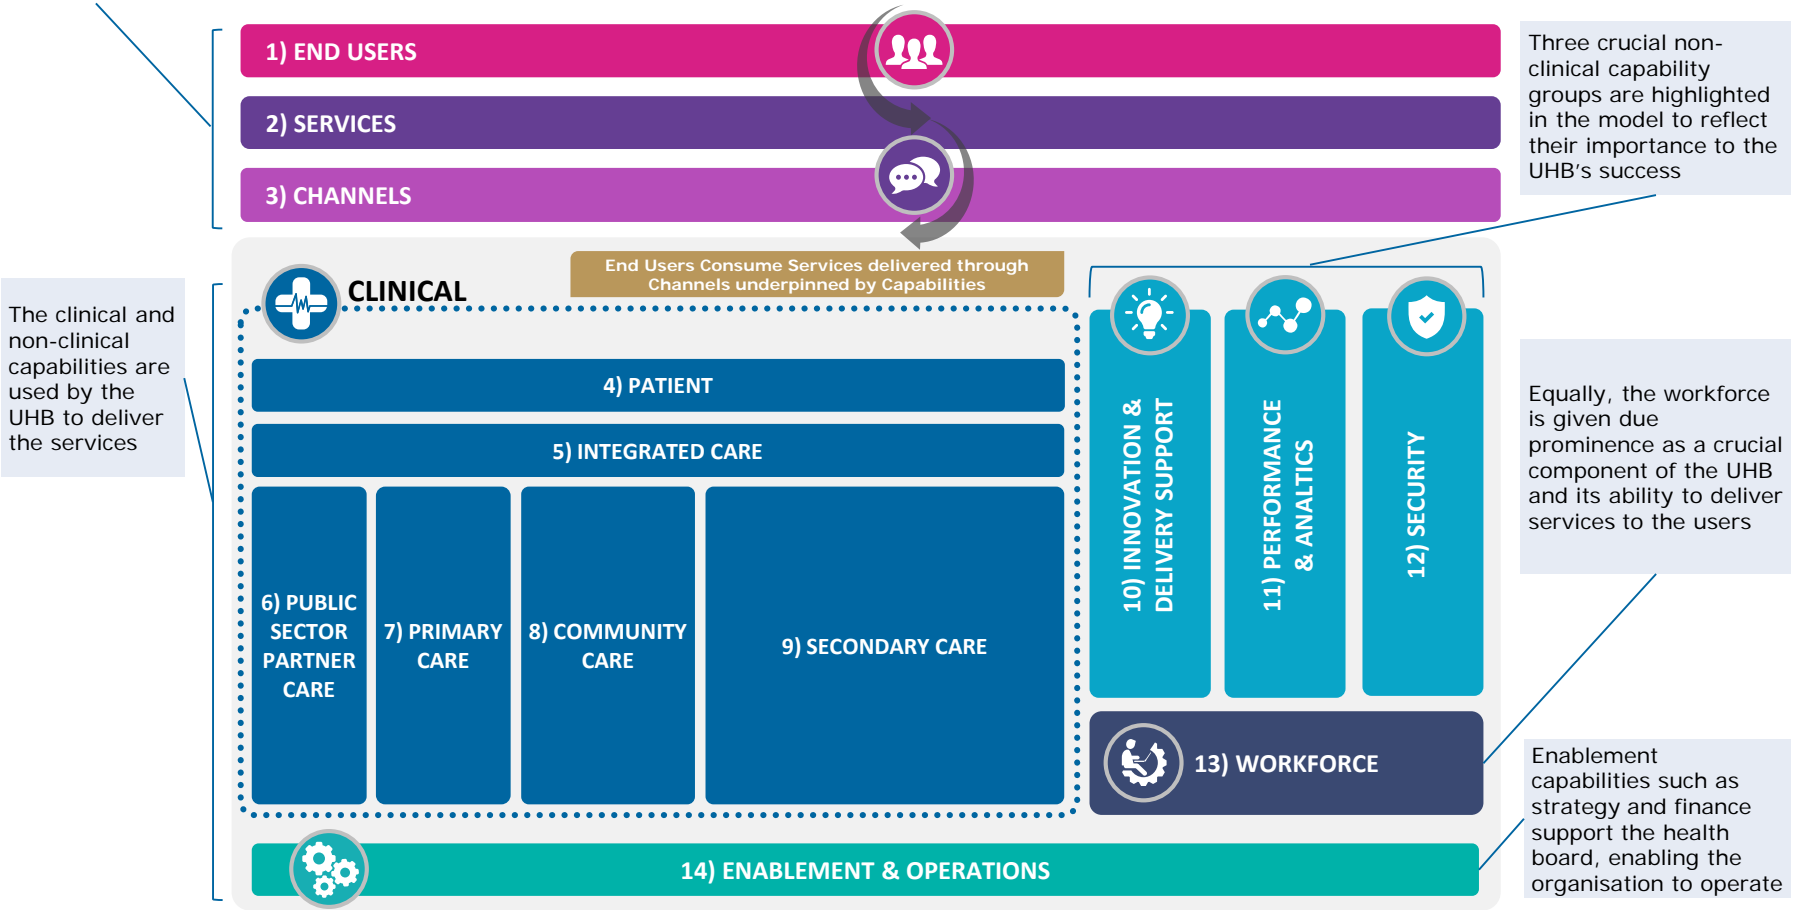 1) END USERS
2) SERVICES
3) CHANNELS
Three crucial non-
clinical capability
groups are highlighted
in the model to reflect
their importance to the
UHB's success
End Users Consume Services delivered through
Channels underpinned by Capabilities
CLINICAL
The clinical and
non-clinical
capabilities are
used by the
UHB to deliver
the services
4) PATIENT
5) INTEGRATED CARE
6) PUBLIC
SECTOR
PARTNER
CARE
7) PRIMARY
CARE
8) COMMUNITY
CARE
9) SECONDARY CARE
10) INNOVATION &
DELIVERY SUPPORT
11) PERFORMANCE
& ANALTICS
12) SECURITY
Equally, the workforce
is given due
prominence as a crucial
component of the UHB
and its ability to deliver
services to the users
13) WORKFORCE
Enablement
capabilities such as
strategy and finance
support the health
board, enabling the
organisation to operate
14) ENABLEMENT & OPERATIONS